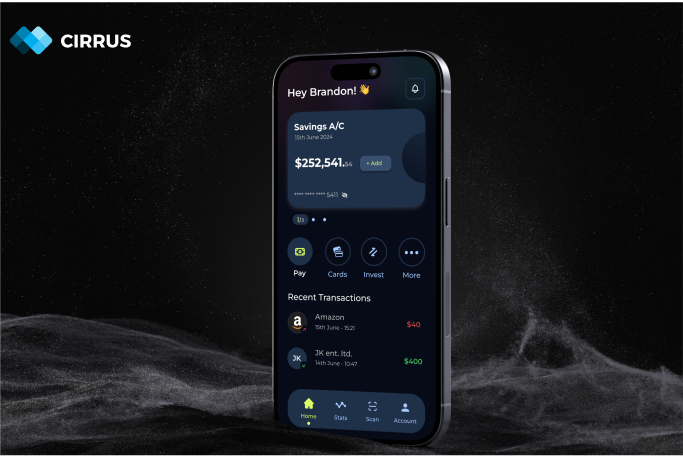 CIRRUS
Hey Brandon! 👋
Savings A/C
15th June 2024
$252,541.54
+ Add
**** **** **** 5411
1/3
Pay
Cards
Invest
More
Recent Transactions
Amazon
15th June - 15:21
$40
JK
JK ent. ltd.
14th June - 10:47
$400
Home
Stats
Scan
Account